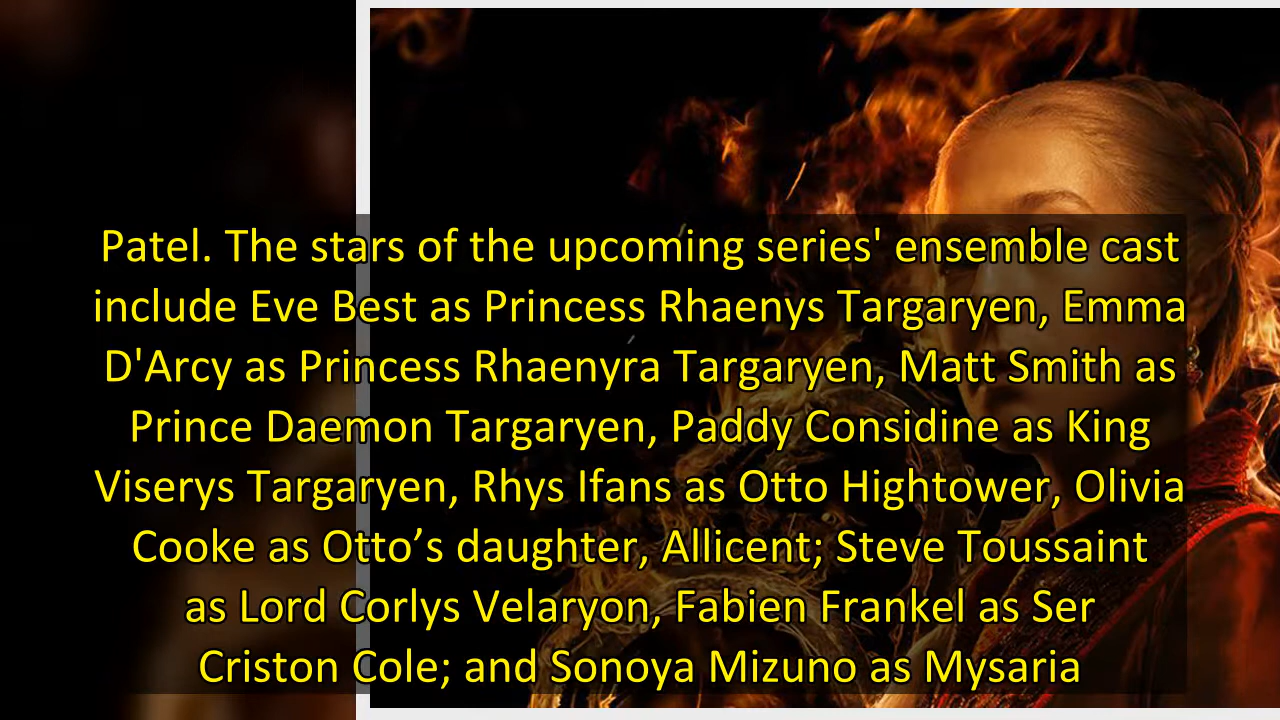 Patel. The stars of the upcoming series' ensemble cast
include Eve Best as Princess Rhaenys Targaryen, Emma
D'Arcy as Princess Rhaenyra Targaryen, Matt Smith as
Prince Daemon Targaryen, Paddy Considine as King
Viserys Targaryen, Rhys Ifans as Otto Hightower, Olivia
Cooke as Otto’s daughter, Allicent; Steve Toussaint
as Lord Corlys Velaryon, Fabien Frankel as Ser
Criston Cole; and Sonoya Mizuno as Mysaria